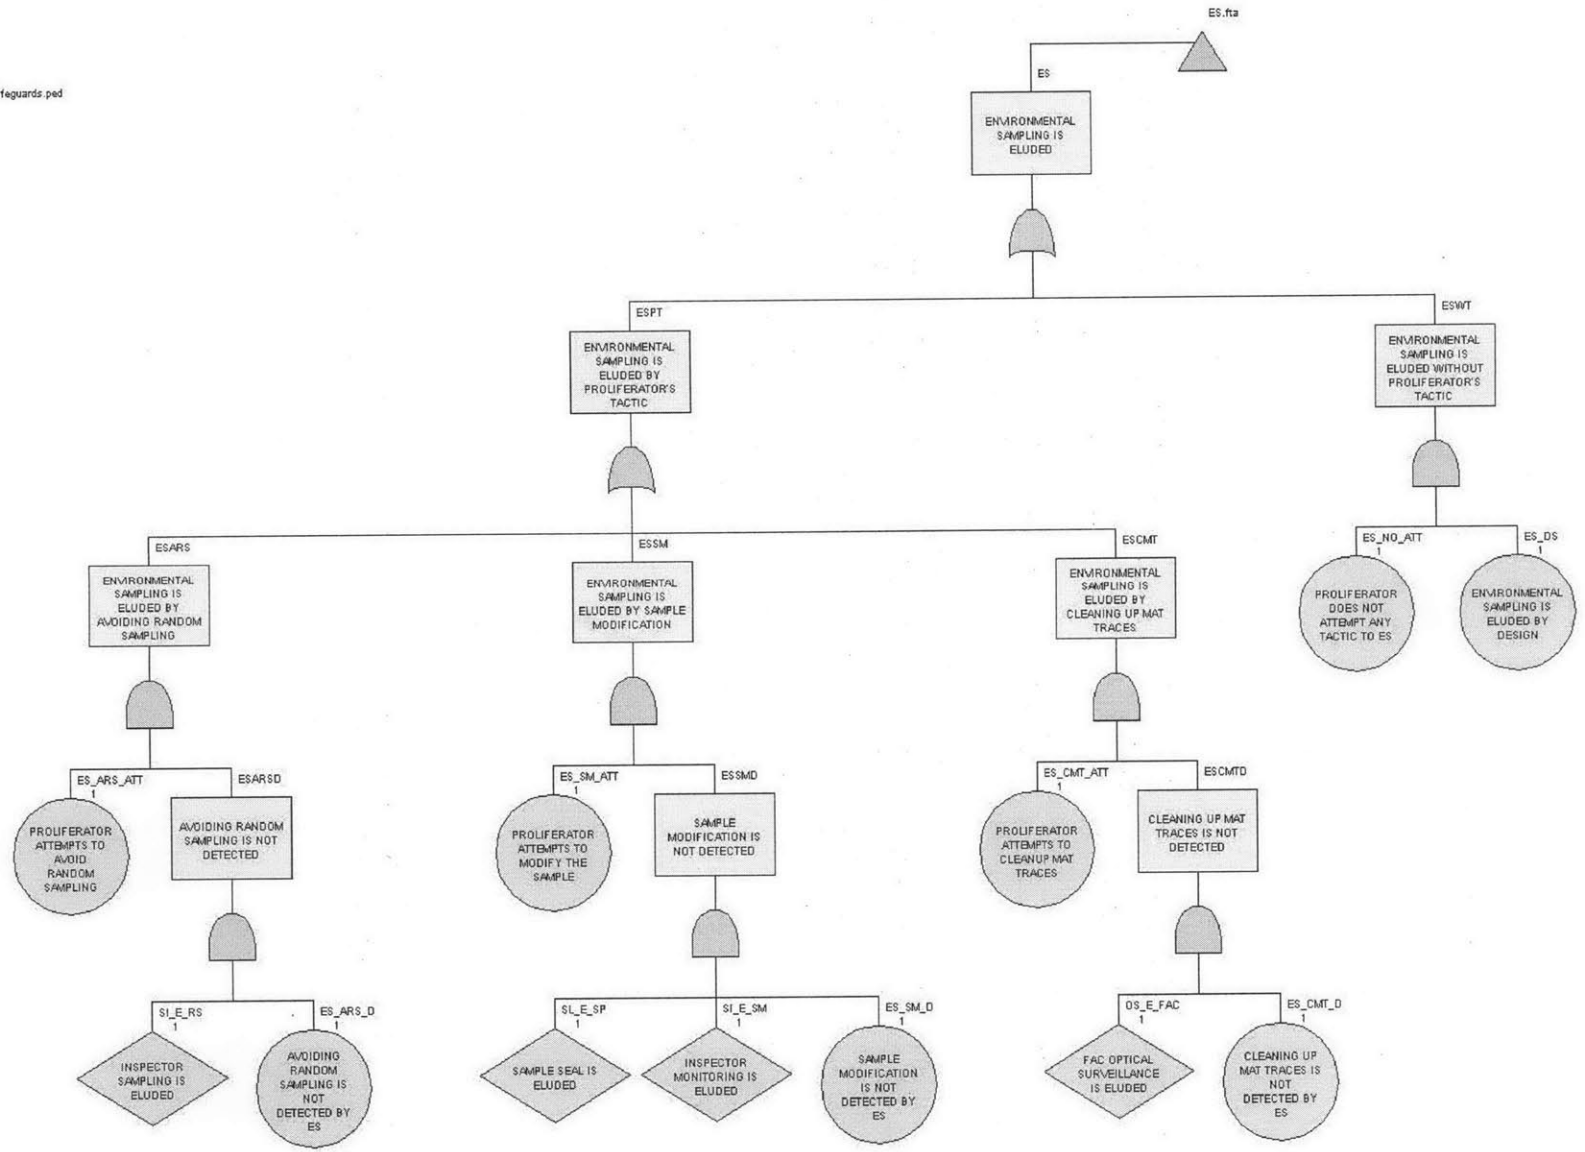 ES.fta
feguards.ped
ES
ENVIRONMENTAL
SAMPLING IS
ELUDED
ESPT
ENVIRONMENTAL
SAMPLING IS
ELUDED BY
PROLIFERATOR'S
TACTIC
ESWT
ENVIRONMENTAL
SAMPLING IS
ELUDED WITHOUT
PROLIFERATOR'S
TACTIC
ESARS
ENVIRONMENTAL
SAMPLING IS
ELUDED BY
AVOIDING RANDOM
SAMPLING
ESSM
ENVIRONMENTAL
SAMPLING IS
ELUDED BY SAMPLE
MODIFICATION
ESCMT
ENVIRONMENTAL
SAMPLING IS
ELUDED BY
CLEANING UP MAT
TRACES
ES_NO_ATT
1
PROLIFERATOR
DOES NOT
ATTEMPT ANY
TACTIC TO ES
ES_DS
1
ENVIRONMENTAL
SAMPLING IS
ELUDED BY
DESIGN
ES_ARS_ATT
1
PROLIFERATOR
ATTEMPTS TO
AVOID
RANDOM
SAMPLING
ESARSD
AVOIDING RANDOM
SAMPLING IS NOT
DETECTED
ES_SM_ATT
1
PROLIFERATOR
ATTEMPTS TO
MODIFY THE
SAMPLE
ESSMD
SAMPLE
MODIFICATION IS
NOT DETECTED
ES_CMT_ATT
1
PROLIFERATOR
ATTEMPTS TO
CLEANUP MAT
TRACES
ESCMTD
CLEANING UP MAT
TRACES IS NOT
DETECTED
SI_E_RS
1
INSPECTOR
SAMPLING IS
ELUDED
ES_ARS_D
1
AVOIDING
RANDOM
SAMPLING IS
NOT
DETECTED BY
ES
SL_E_SP
1
SAMPLE SEAL IS
ELUDED
SI_E_SM
1
INSPECTOR
MONITORING IS
ELUDED
ES_SM_D
1
SAMPLE
MODIFICATION
IS NOT
DETECTED BY
ES
OS_E_FAC
1
FAC OPTICAL
SURVEILLANCE
IS ELUDED
ES_CMT_D
1
CLEANING UP
MAT TRACES IS
NOT
DETECTED BY
ES